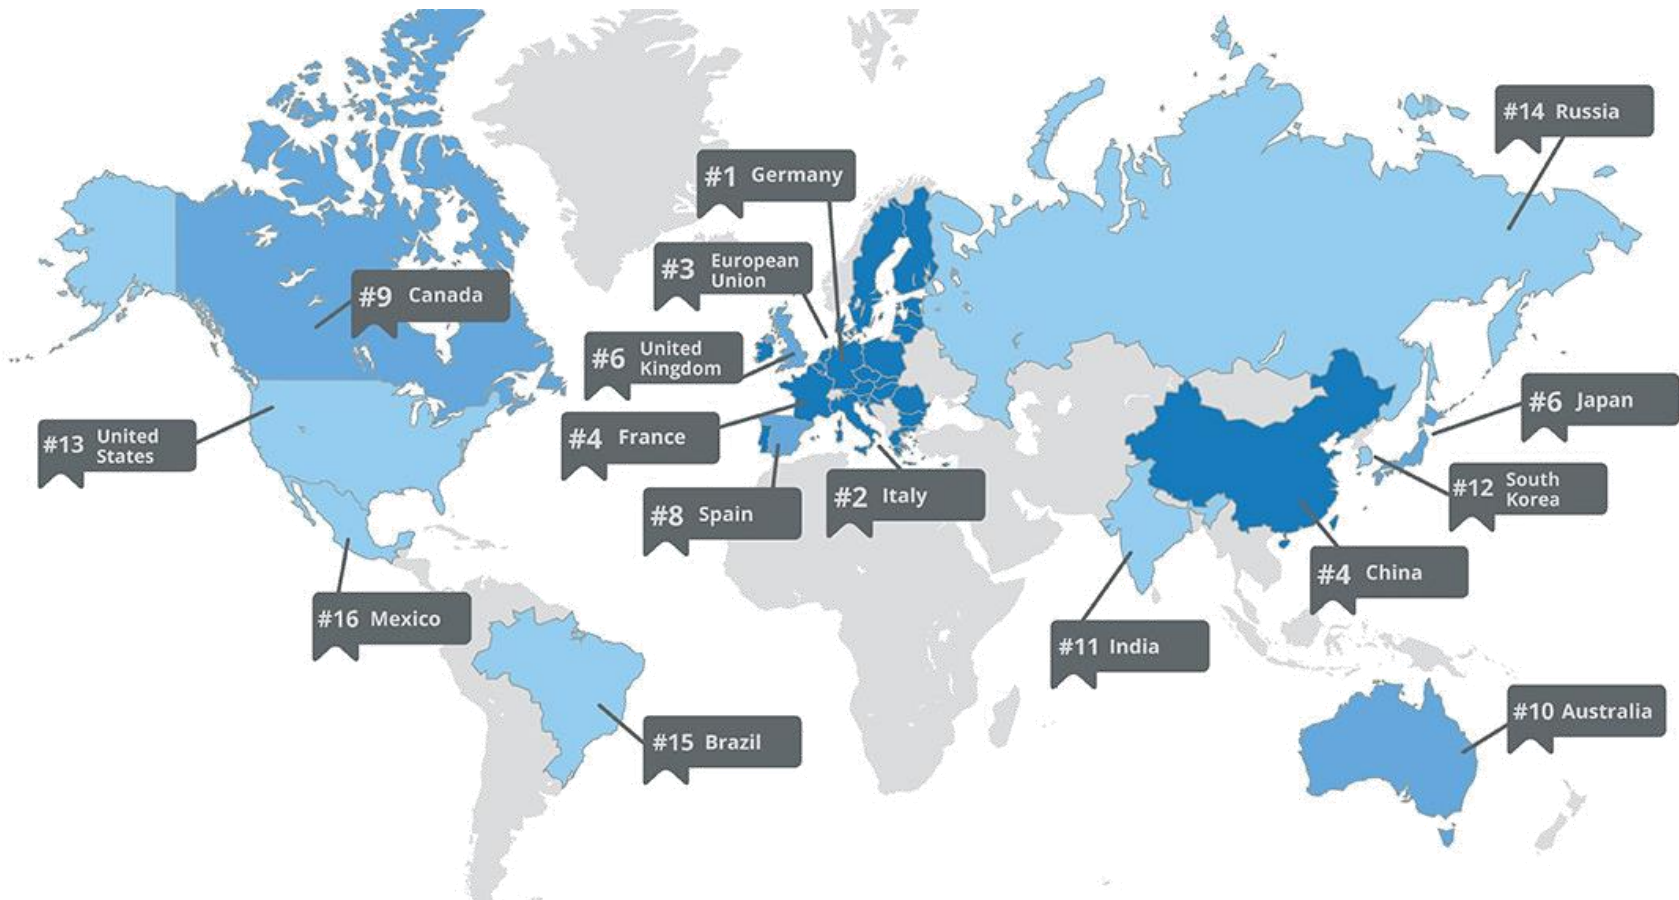 #14 Russia
#1 Germany
#3 European
Union
#9 Canada
#6 United
Kingdom
#6 Japan
#13 United
States
#4 France
#12 South
Korea
#2 Italy
#8 Spain
#4 China
#16 Mexico
#11 India
#10 Australia
#15 Brazil